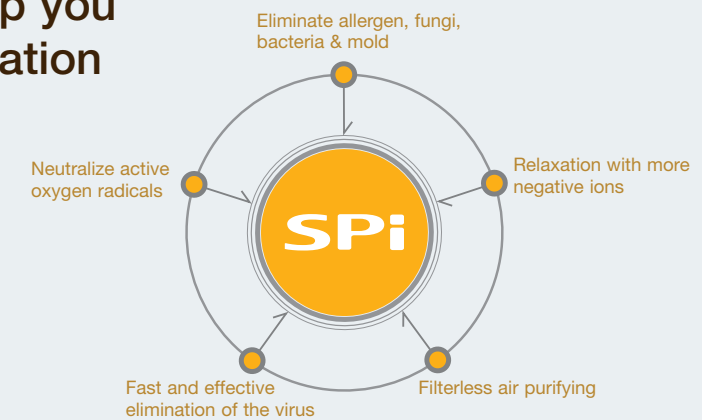 p you
ation
Eliminate allergen, fungi,
bacteria & mold
Neutralize active
oxygen radicals
Relaxation with more
negative ions
SPi
Fast and effective
elimination of the virus
Filterless air purifying